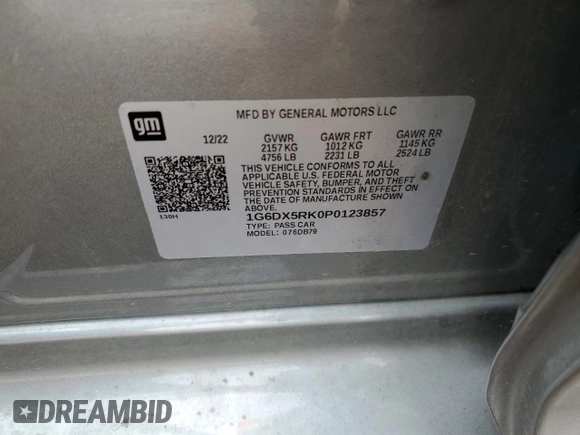 gm
MFD BY GENERAL MOTORS LLC
12/22 GVWR GAWR FRT GAWR RR
2157 KG 1012 KG 1145 KG
4756 LB 2231 LB 2524 LB
THIS VEHICLE CONFORMS TO ALL
APPLICABLE U.S. FEDERAL MOTOR
VEHICLE SAFETY, BUMPER, AND THEFT
PREVENTION STANDARDS IN EFFECT ON
THE DATE OF MANUFACTURE SHOWN
ABOVE.
130H
1G6DX5RK0P0123857
TYPE: PASS CAR
MODEL: 076DB79
#DREAMBID